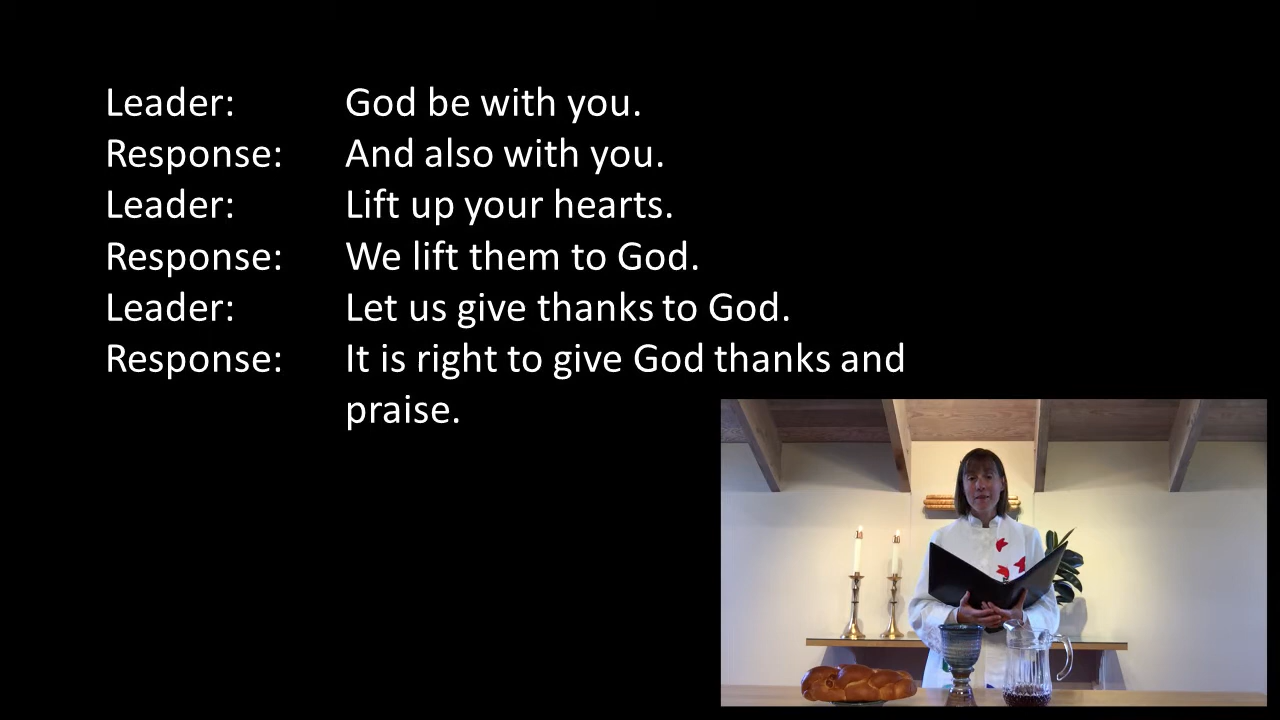 Leader: God be with you.
Response: And also with you.
Leader: Lift up your hearts.
Response: We lift them to God.
Leader: Let us give thanks to God.
Response: It is right to give God thanks and
praise.